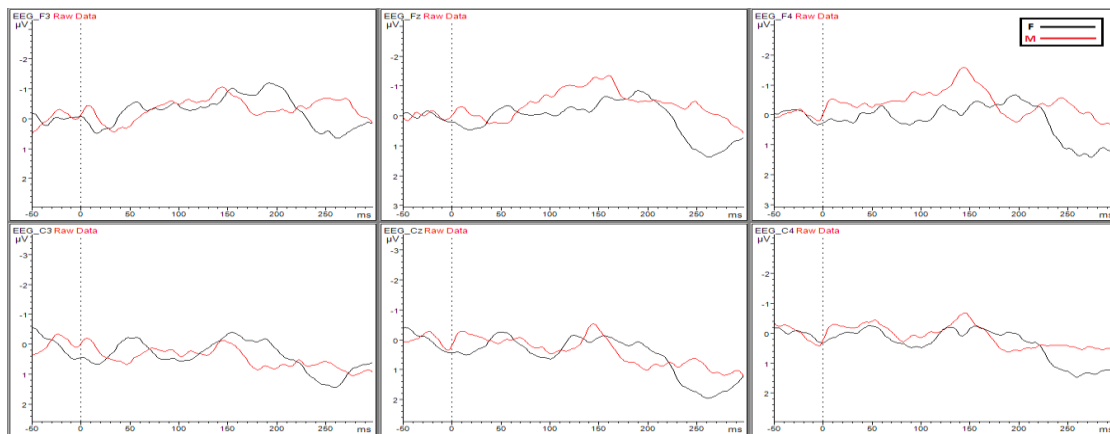 EEG_F3 Raw Data
µV
-2
-1
0
1
2
-50 0 50 100 150 200 250 ms
EEG_Fz Raw Data
µV
-3
-2
-1
0
1
2
3
-50 0 50 100 150 200 250 ms
EEG_F4 Raw Data
µV
F
M
-3
-2
-1
0
1
2
3
-50 0 50 100 150 200 250 ms
EEG_C3 Raw Data
µV
-3
-2
-1
0
1
2
-50 0 50 100 150 200 250 ms
EEG_Cz Raw Data
µV
-3
-2
-1
0
1
2
-50 0 50 100 150 200 250 ms
EEG_C4 Raw Data
µV
-2
-1
0
1
2
-50 0 50 100 150 200 250 ms